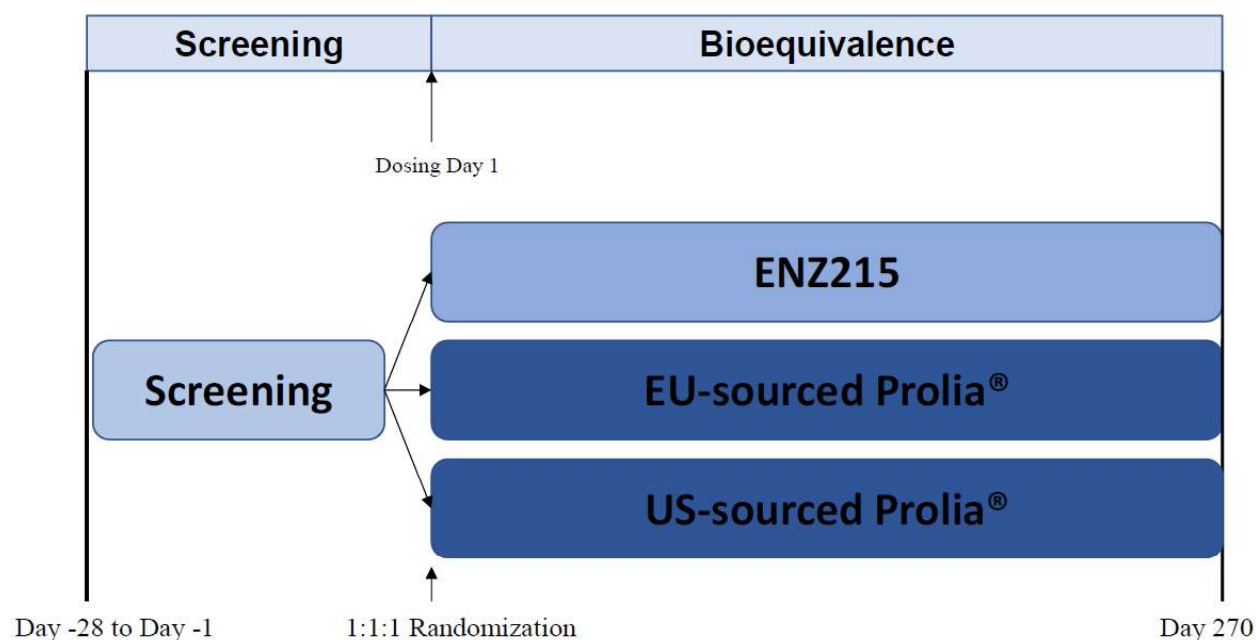 Screening Bioequivalence
Dosing Day 1
ENZ215
Screening
EU-sourced Prolia®
US-sourced Prolia®
Day -28 to Day -1 1:1:1 Randomization Day 270